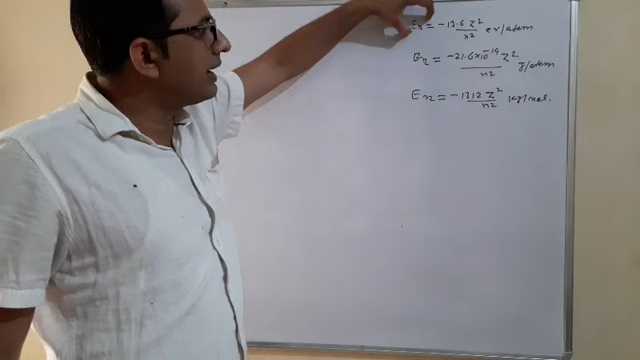 En = -13.6 Z²/n² ev/atom
En = -21.6×10⁻¹⁹ Z²/n² J/atom
En = -1312 Z²/n² kJ/mol.